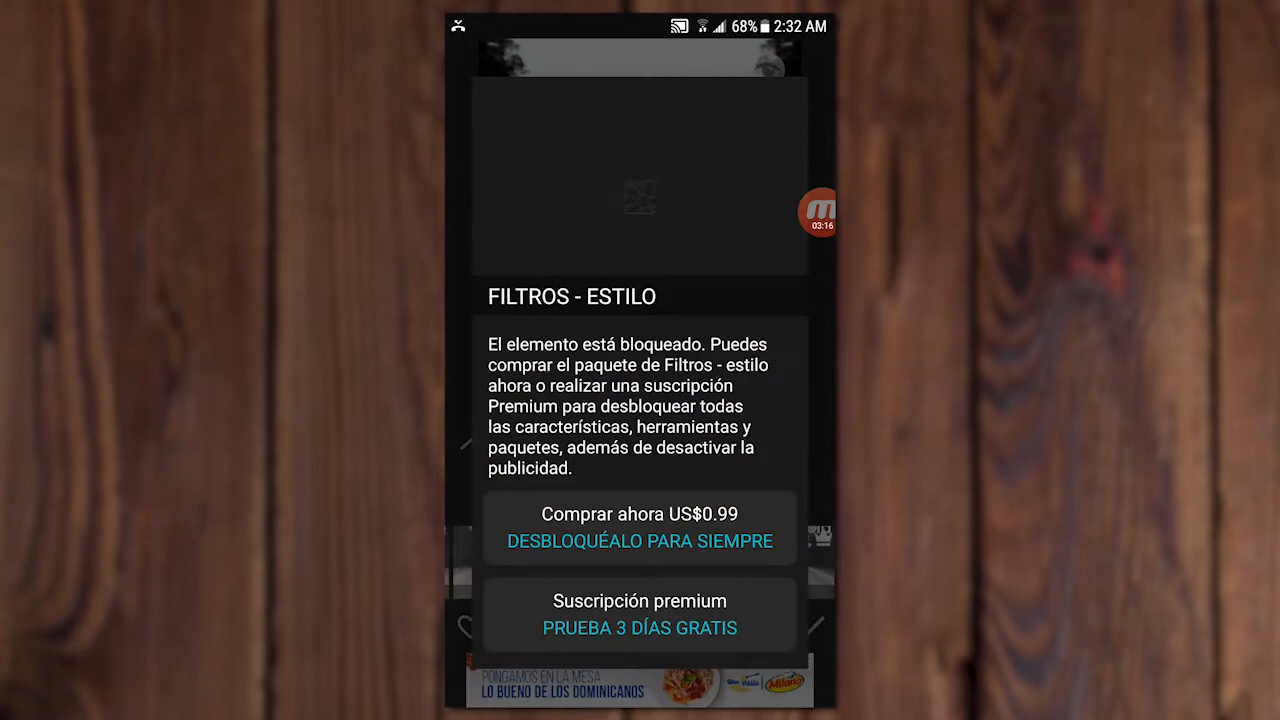 68% 2:32 AM
m
03:16
FILTROS - ESTILO
El elemento está bloqueado. Puedes
comprar el paquete de Filtros - estilo
ahora o realizar una suscripción
Premium para desbloquear todas
las características, herramientas y
paquetes, además de desactivar la
publicidad.
Comprar ahora US$0.99
DESBLOQUÉALO PARA SIEMPRE
Suscripción premium
PRUEBA 3 DÍAS GRATIS
PONGAMOS EN LA MESA
LO BUENO DE LOS DOMINICANOS
Milano